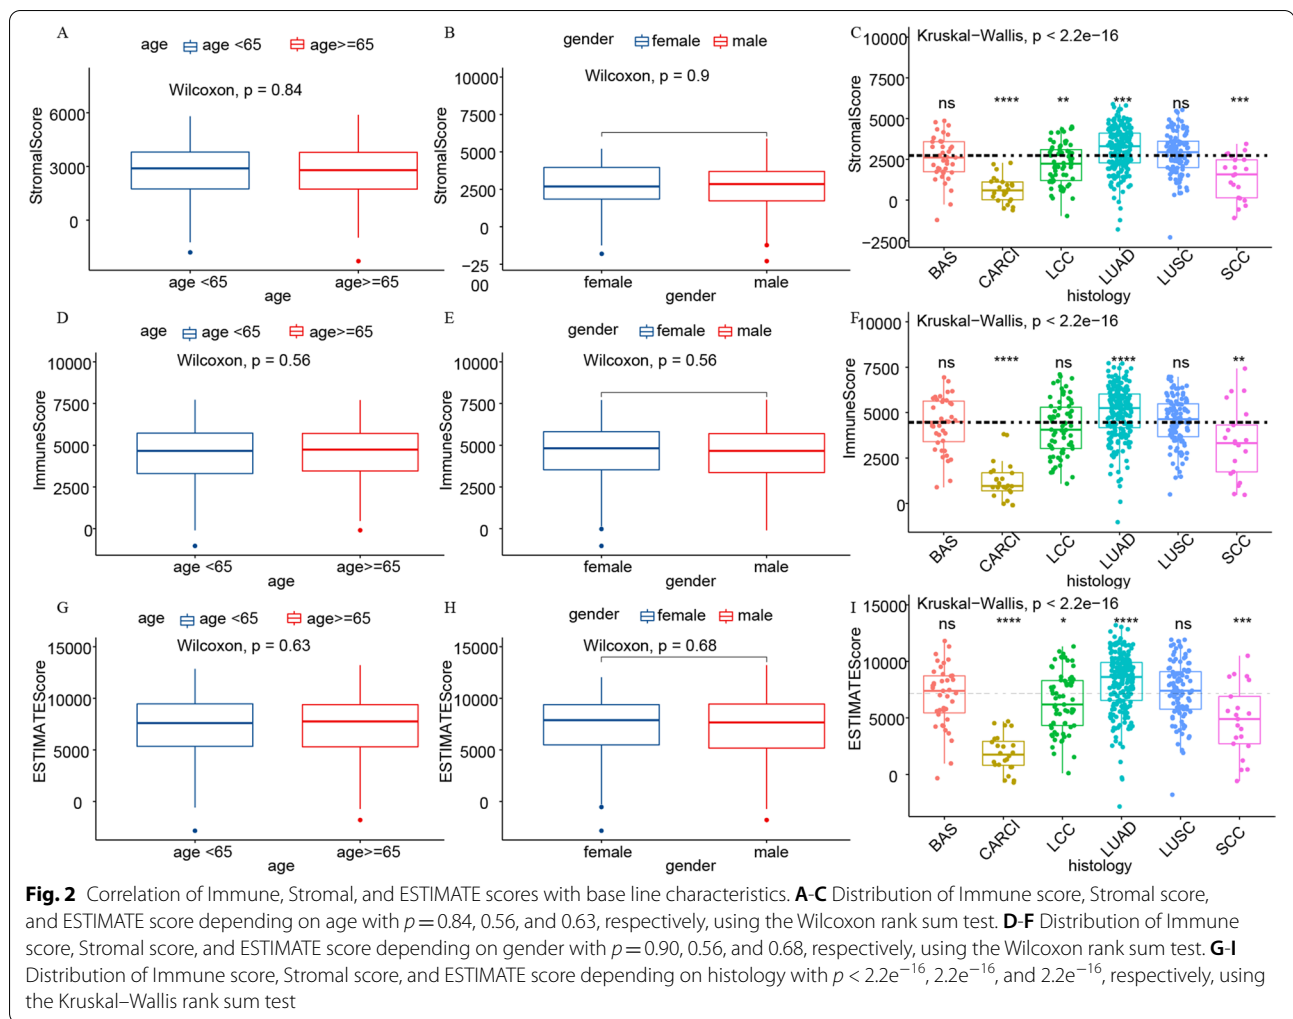 A
age age <65 age>=65
Wilcoxon, p = 0.84
StromalScore
6000
3000
0
age <65 age>=65
age
B
gender female male
Wilcoxon, p = 0.9
StromalScore
10000
7500
5000
2500
0
−25
00
female male
gender
C
Kruskal−Wallis, p < 2.2e−16
ns **** ** *** ns ***
StromalScore
10000
7500
5000
2500
0
−2500
BAS CARCI LCC LUAD LUSC SCC
histology
D
age age <65 age>=65
Wilcoxon, p = 0.56
ImmuneScore
10000
7500
5000
2500
0
age <65 age>=65
age
E
gender female male
Wilcoxon, p = 0.56
ImmuneScore
10000
7500
5000
2500
0
female male
gender
F
Kruskal−Wallis, p < 2.2e−16
ns **** ns **** ns **
ImmuneScore
10000
7500
5000
2500
0
BAS CARCI LCC LUAD LUSC SCC
histology
G
age age <65 age>=65
Wilcoxon, p = 0.63
ESTIMATEScore
15000
10000
5000
0
age <65 age>=65
age
H
gender female male
Wilcoxon, p = 0.68
ESTIMATEScore
15000
10000
5000
0
female male
gender
I
Kruskal−Wallis, p < 2.2e−16
ns **** * **** ns ***
ESTIMATEScore
15000
10000
5000
0
BAS CARCI LCC LUAD LUSC SCC
histology
Fig. 2 Correlation of Immune, Stromal, and ESTIMATE scores with base line characteristics. A-C Distribution of Immune score, Stromal score,
and ESTIMATE score depending on age with p = 0.84, 0.56, and 0.63, respectively, using the Wilcoxon rank sum test. D-F Distribution of Immune
score, Stromal score, and ESTIMATE score depending on gender with p = 0.90, 0.56, and 0.68, respectively, using the Wilcoxon rank sum test. G-I
Distribution of Immune score, Stromal score, and ESTIMATE score depending on histology with p < 2.2e⁻¹⁶, 2.2e⁻¹⁶, and 2.2e⁻¹⁶, respectively, using
the Kruskal–Wallis rank sum test